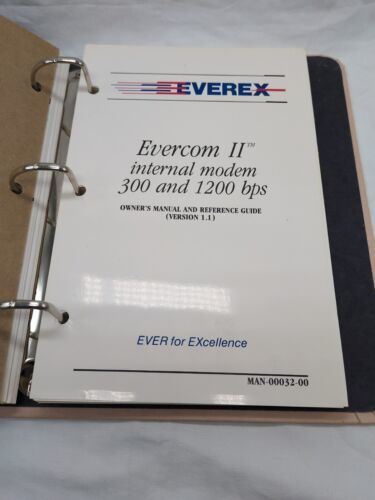 EVEREX
Evercom II™
internal modem
300 and 1200 bps
OWNER'S MANUAL AND REFERENCE GUIDE
(VERSION 1.1)
EVER for EXcellence
MAN-00032-00